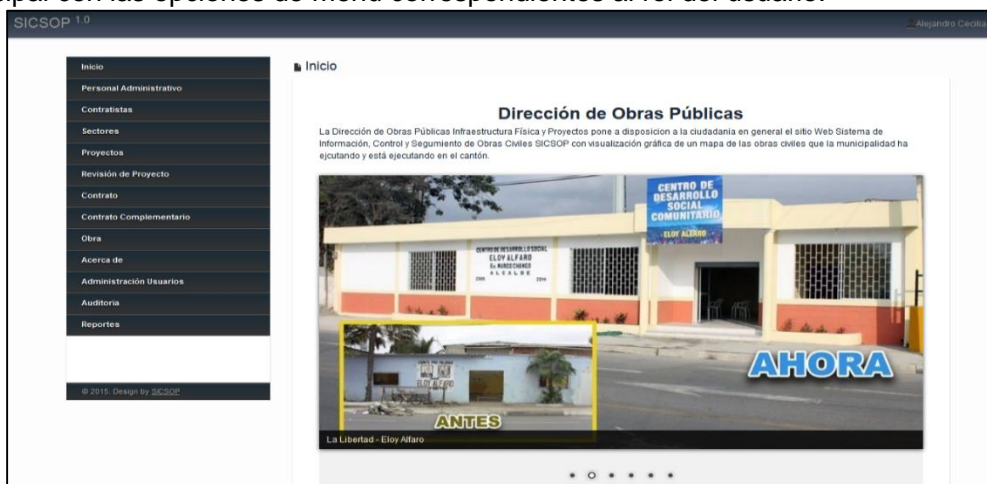 ipal con las opciones de menú correspondientes al rol del usuario.
SICSOP 1.0
Alejandro Cecilia
Inicio
Personal Administrativo
Contratistas
Sectores
Proyectos
Revisión de Proyecto
Contrato
Contrato Complementario
Obra
Acerca de
Administración Usuarios
Auditoria
Reportes
© 2015. Design by SICSOP
Inicio
Dirección de Obras Públicas
La Dirección de Obras Públicas Infraestructura Física y Proyectos pone a disposicion a la ciudadania en general el sitio Web Sistema de
Información, Control y Segumiento de Obras Civiles SICSOP con visualización gráfica de un mapa de las obras civiles que la municipalidad ha
ejcutando y está ejecutando en el cantón.
CENTRO DE
DESARROLLO
SOCIAL
COMUNITARIO
ELOY ALFARO
CENTRO DE DESARROLLO SOCIAL
ELOY ALFARO
ALCALDE
AHORA
ELOY ALFARO
ANTES
La Libertad - Eloy Alfaro